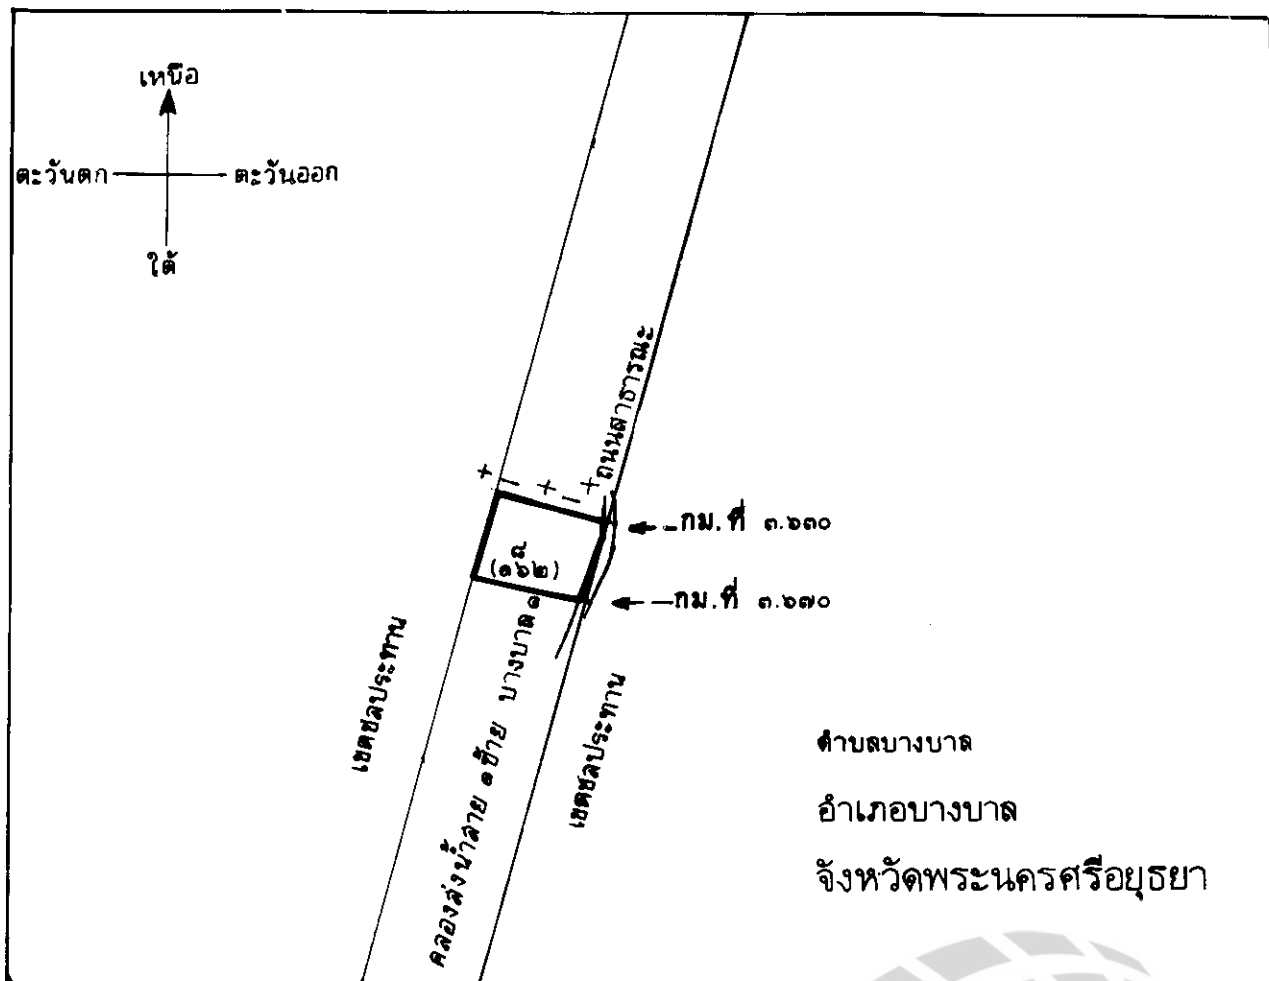 เหนือ
ตะวันตก
ตะวันออก
ใต้
ถนนสาธารณะ
กม.ที่ ๓.๖๓๐
ถ
(๑๖๒)
กม.ที่ ๓.๖๗๐
เขตชลประทาน
คลองส่งน้ำสาย ๑ซ้าย บางบาล ๑
เขตชลประทาน
ตำบลบางบาล
อำเภอบางบาล
จังหวัดพระนครศรีอยุธยา